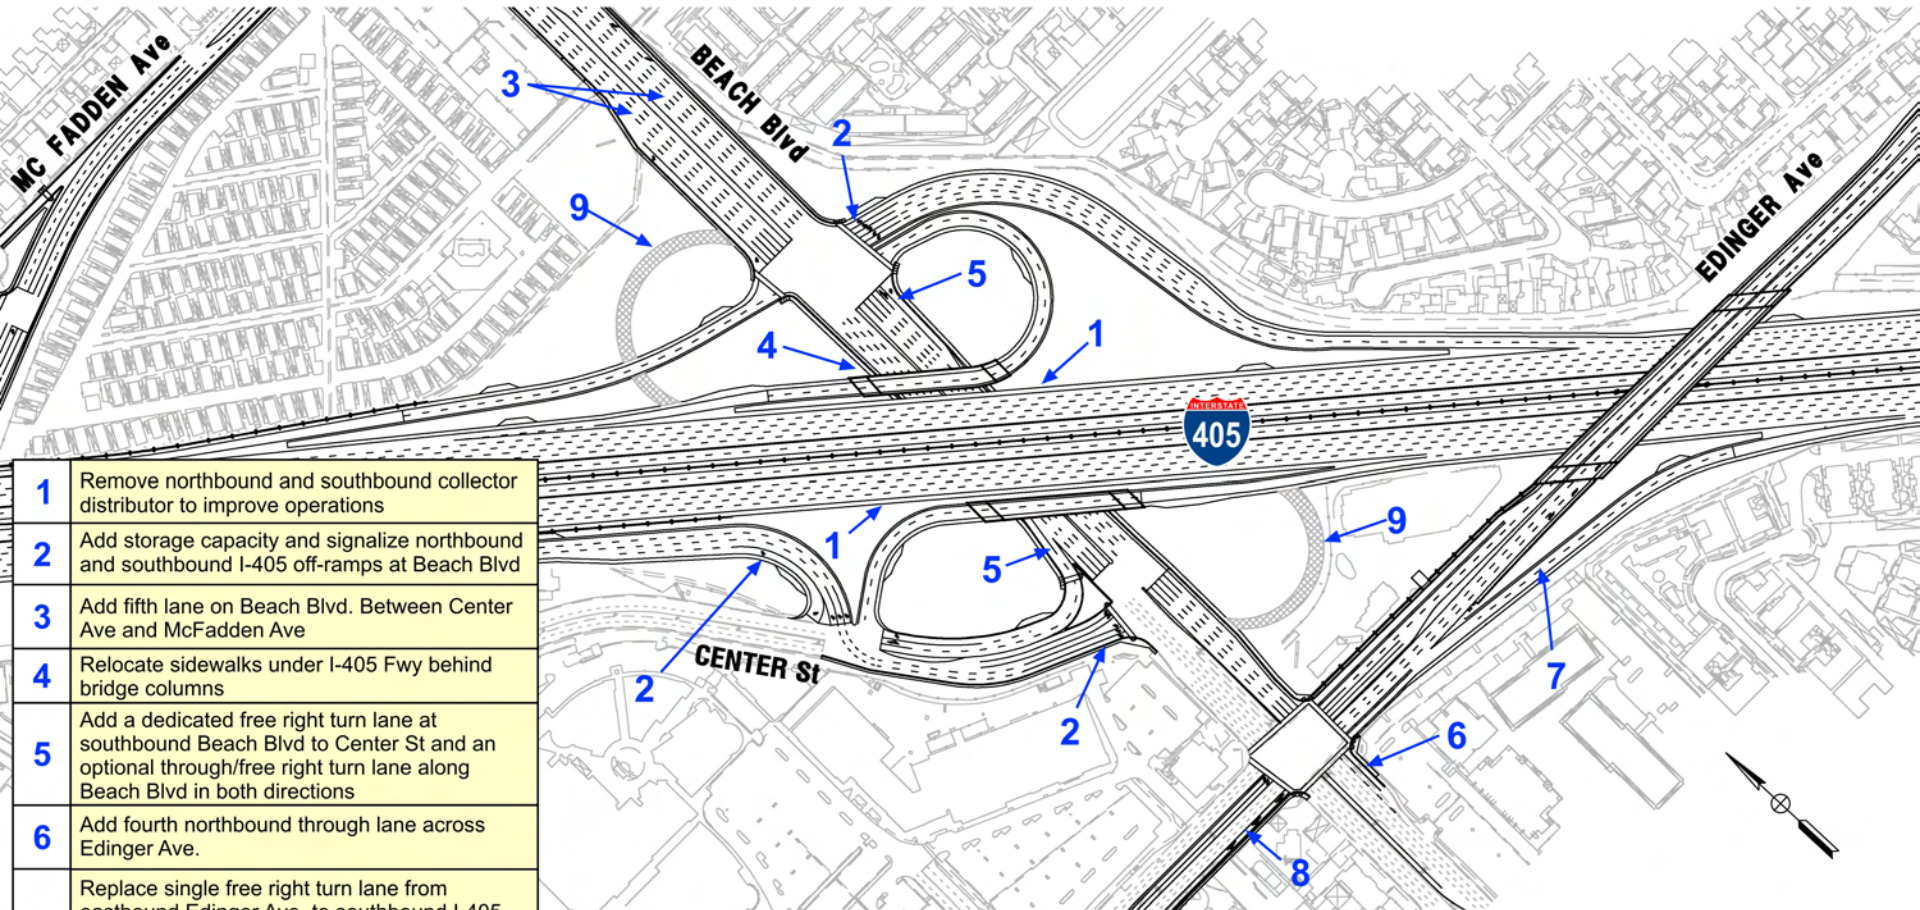 MC FADDEN Ave
BEACH Blvd
EDINGER Ave
CENTER St
INTERSTATE
405
3
2
9
5
4
1
1
5
9
2
2
7
6
8
1 Remove northbound and southbound collector
distributor to improve operations
2 Add storage capacity and signalize northbound
and southbound I-405 off-ramps at Beach Blvd
3 Add fifth lane on Beach Blvd. Between Center
Ave and McFadden Ave
4 Relocate sidewalks under I-405 Fwy behind
bridge columns
5 Add a dedicated free right turn lane at
southbound Beach Blvd to Center St and an
optional through/free right turn lane along
Beach Blvd in both directions
6 Add fourth northbound through lane across
Edinger Ave.
Replace single free right turn lane from
eastbound Edinger Ave. to southbound I-405